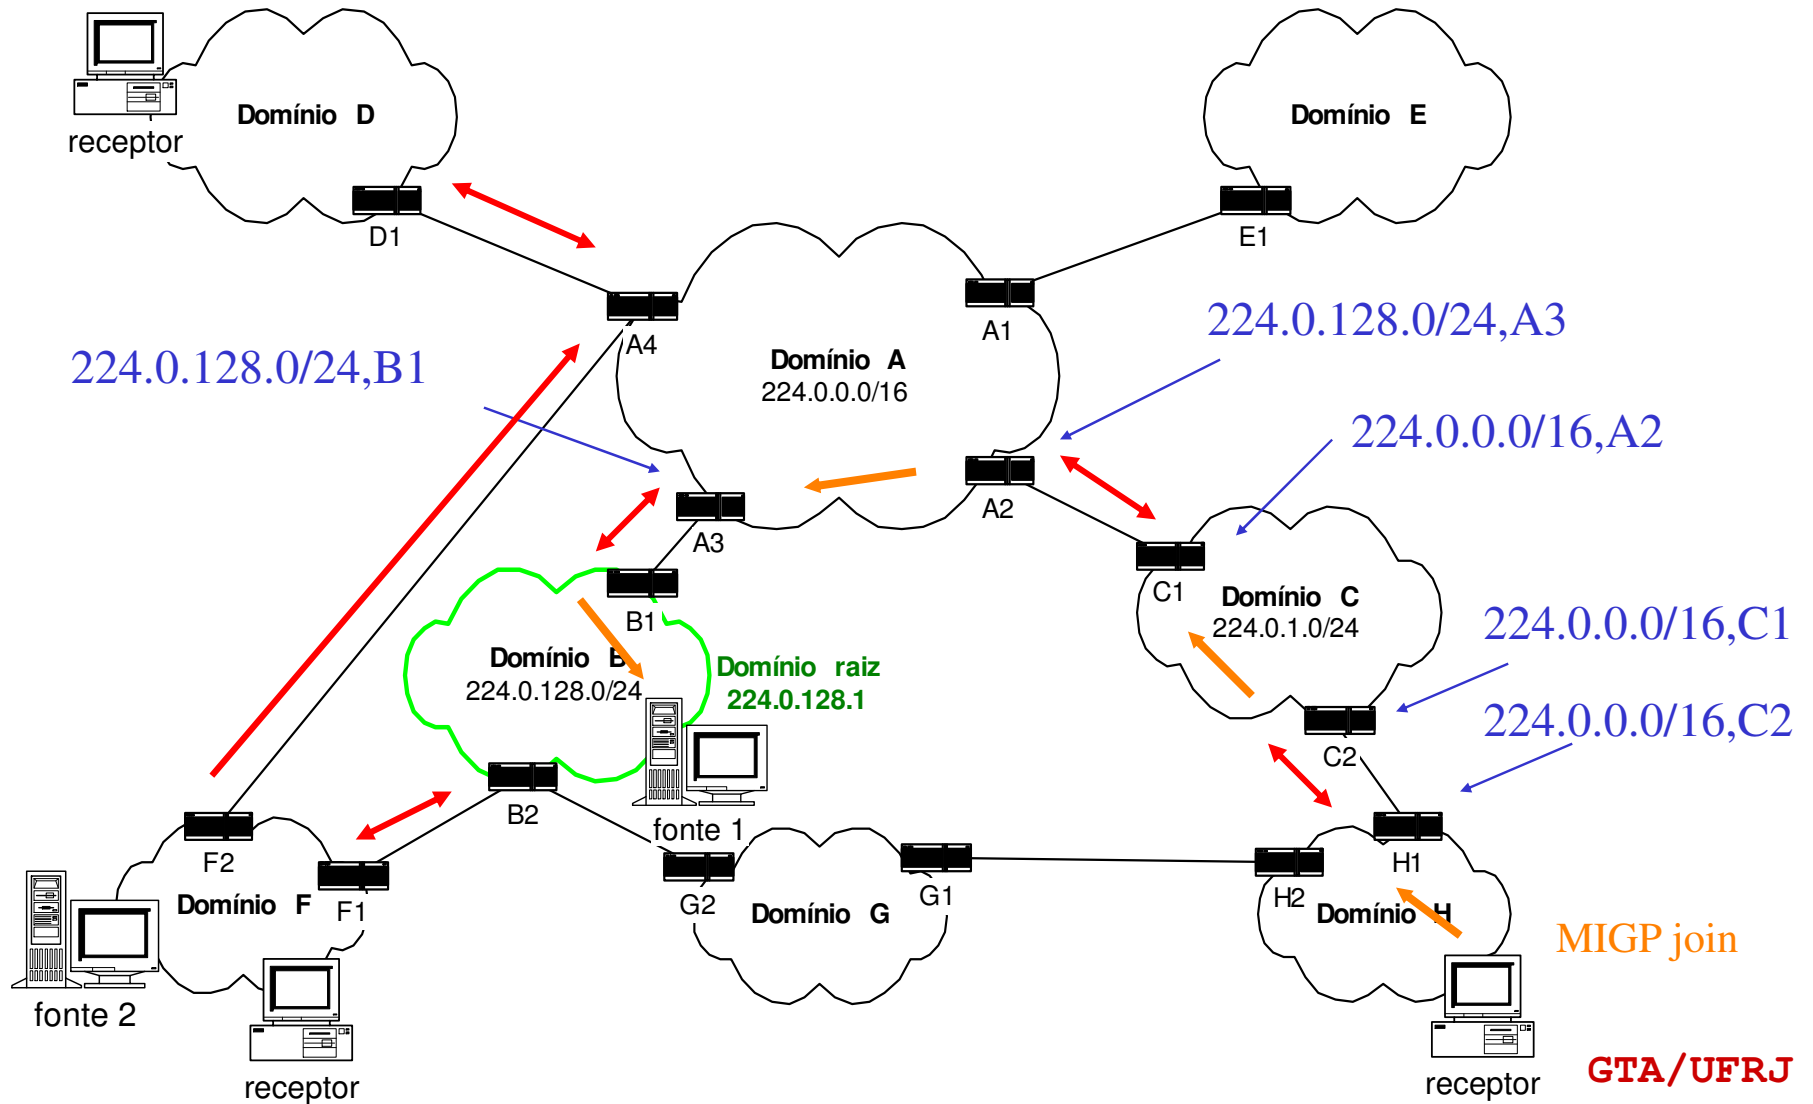 Domínio D
receptor
D1
Domínio E
E1
A4
A1
224.0.128.0/24,B1
Domínio A
224.0.0.0/16
224.0.128.0/24,A3
224.0.0.0/16,A2
A3
A2
B1
C1
Domínio C
224.0.1.0/24
224.0.0.0/16,C1
Domínio B
224.0.128.0/24
Domínio raiz
224.0.128.1
224.0.0.0/16,C2
C2
B2
fonte 1
F2
F1
Domínio F
G2
G1
Domínio G
H2
H1
Domínio H
MIGP join
fonte 2
receptor
receptor
GTA/UFRJ